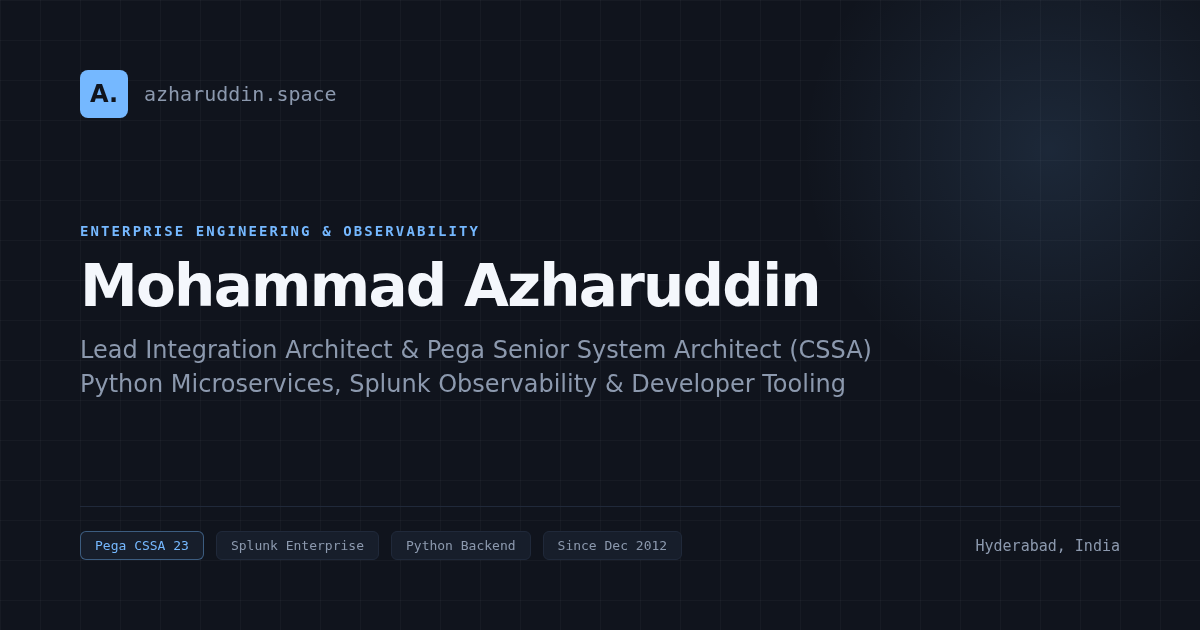 A.
azharuddin.space
ENTERPRISE ENGINEERING & OBSERVABILITY
Mohammad Azharuddin
Lead Integration Architect & Pega Senior System Architect (CSSA)
Python Microservices, Splunk Observability & Developer Tooling
Pega CSSA 23
Splunk Enterprise
Python Backend
Since Dec 2012
Hyderabad, India